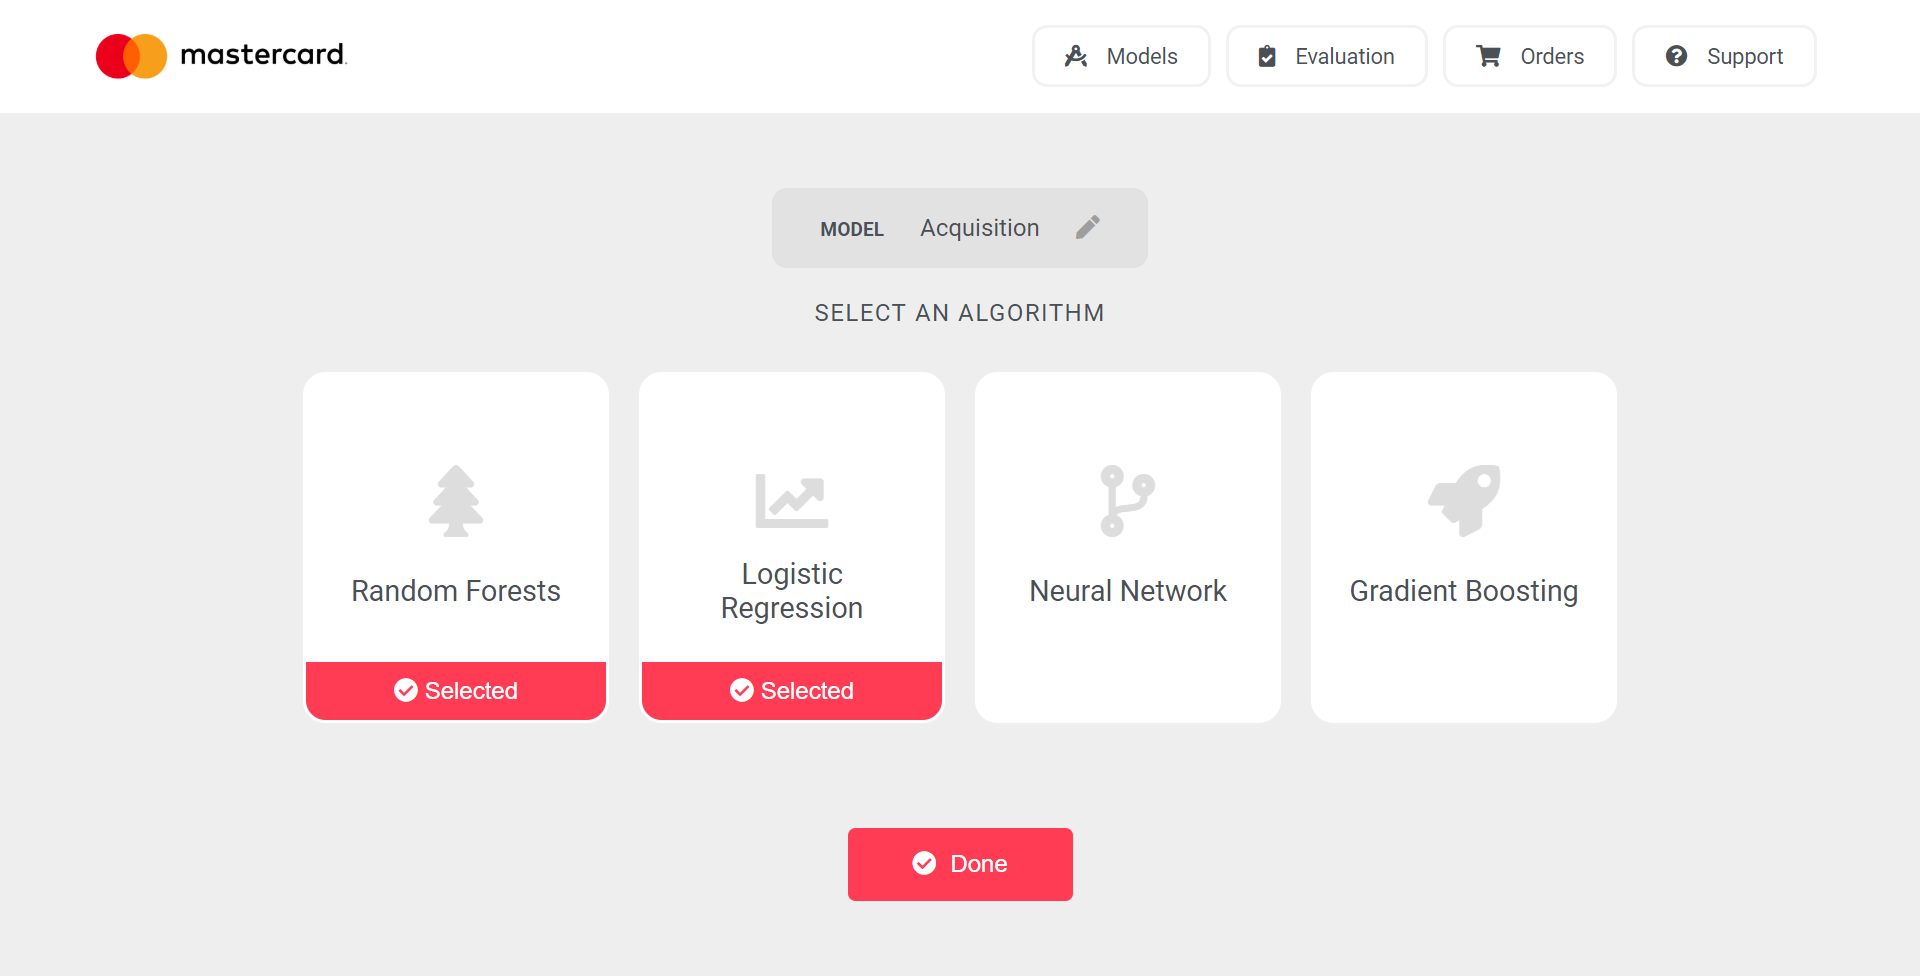 mastercard.
Models
Evaluation
Orders
Support
MODEL Acquisition
SELECT AN ALGORITHM
Random Forests
Selected
Logistic
Regression
Selected
Neural Network
Gradient Boosting
Done